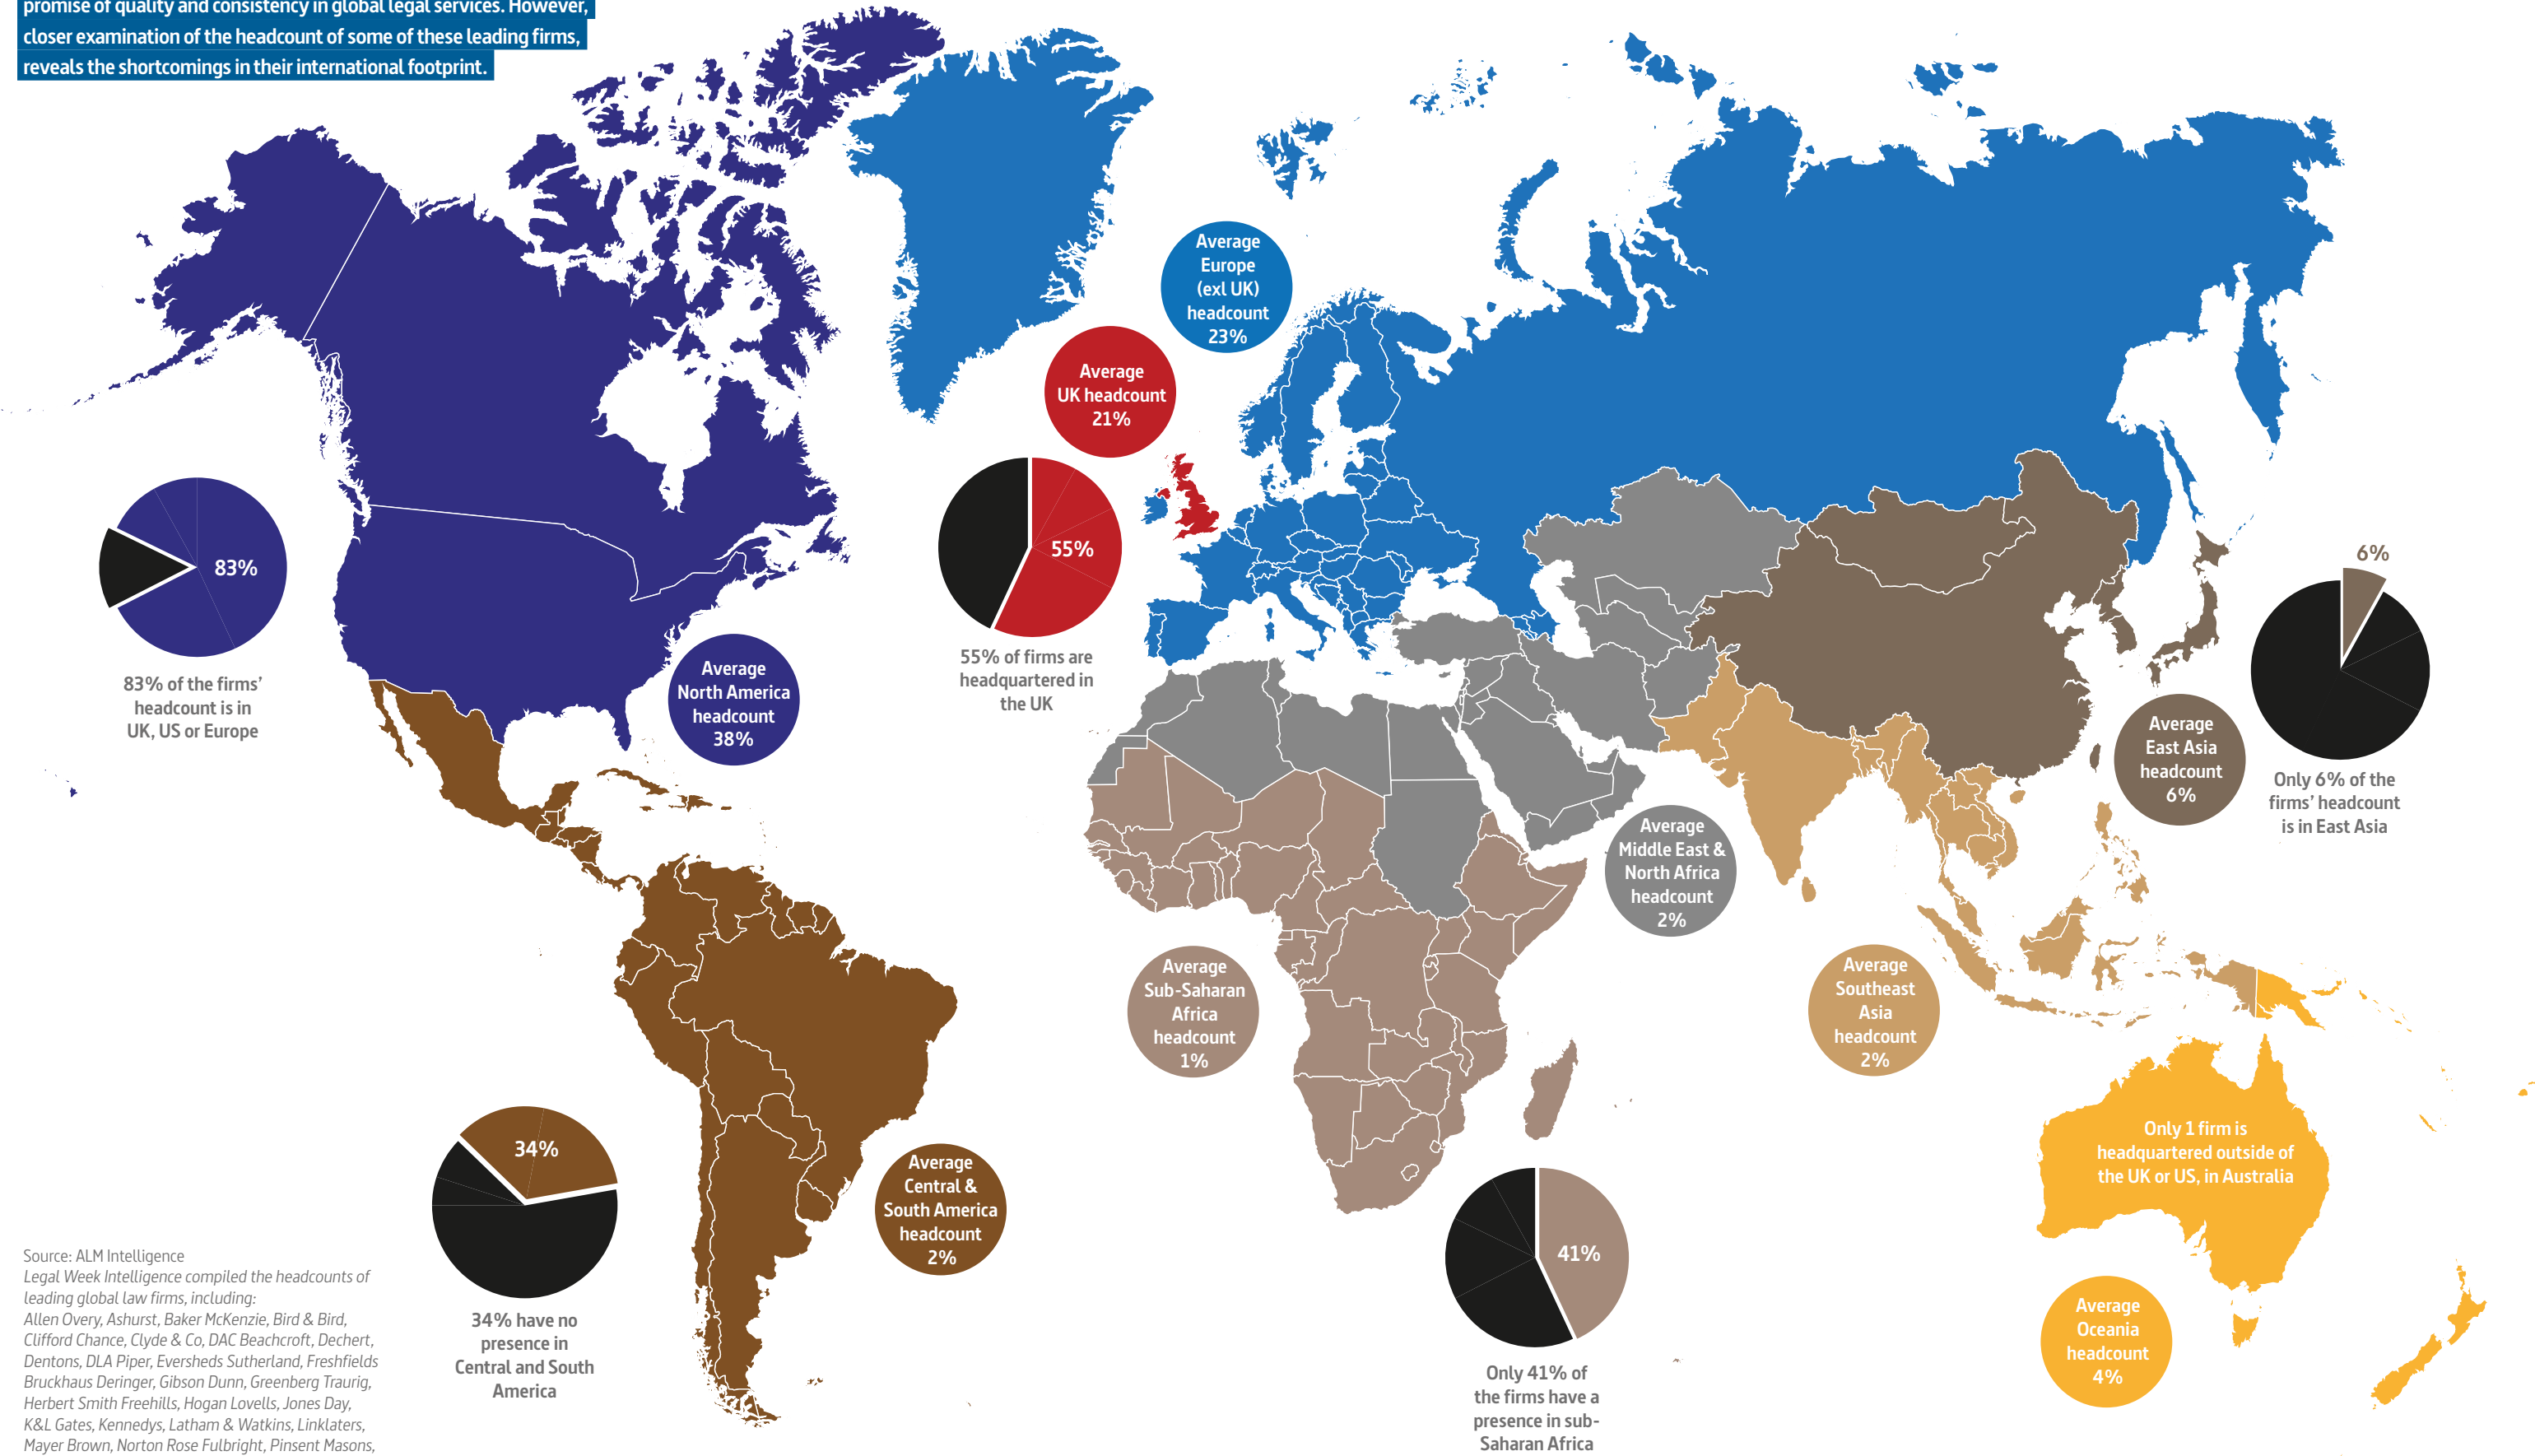 promise of quality and consistency in global legal services. However,
closer examination of the headcount of some of these leading firms,
reveals the shortcomings in their international footprint.
Average
Europe
(exl UK)
headcount
23%
Average
UK headcount
21%
55%
55% of firms are
headquartered in
the UK
83%
83% of the firms’
headcount is in
UK, US or Europe
Average
North America
headcount
38%
6%
Only 6% of the
firms’ headcount
is in East Asia
Average
East Asia
headcount
6%
Average
Middle East &
North Africa
headcount
2%
Average
Sub-Saharan
Africa
headcount
1%
Average
Southeast
Asia
headcount
2%
Only 1 firm is
headquartered outside of
the UK or US, in Australia
Average
Oceania
headcount
4%
34%
34% have no
presence in
Central and South
America
Average
Central &
South America
headcount
2%
41%
Only 41% of
the firms have a
presence in sub-
Saharan Africa
Source: ALM Intelligence
Legal Week Intelligence compiled the headcounts of
leading global law firms, including:
Allen Overy, Ashurst, Baker McKenzie, Bird & Bird,
Clifford Chance, Clyde & Co, DAC Beachcroft, Dechert,
Dentons, DLA Piper, Eversheds Sutherland, Freshfields
Bruckhaus Deringer, Gibson Dunn, Greenberg Traurig,
Herbert Smith Freehills, Hogan Lovells, Jones Day,
K&L Gates, Kennedys, Latham & Watkins, Linklaters,
Mayer Brown, Norton Rose Fulbright, Pinsent Masons,